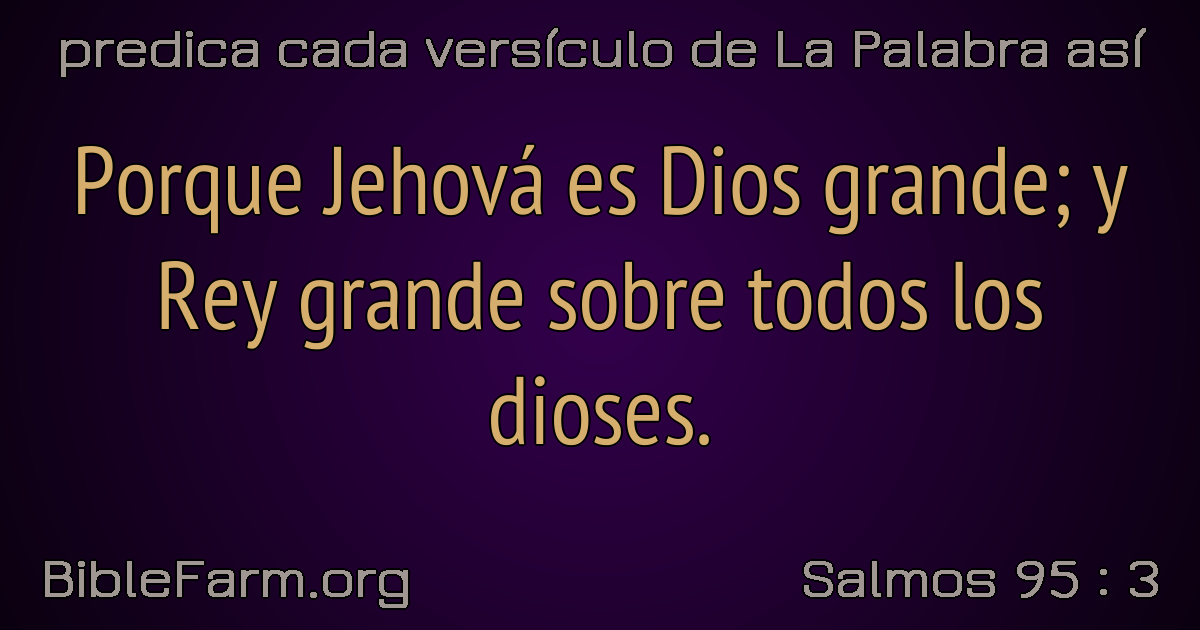 predica cada versículo de La Palabra así
Porque Jehová es Dios grande; y
Rey grande sobre todos los
dioses.
BibleFarm.org
Salmos 95 : 3